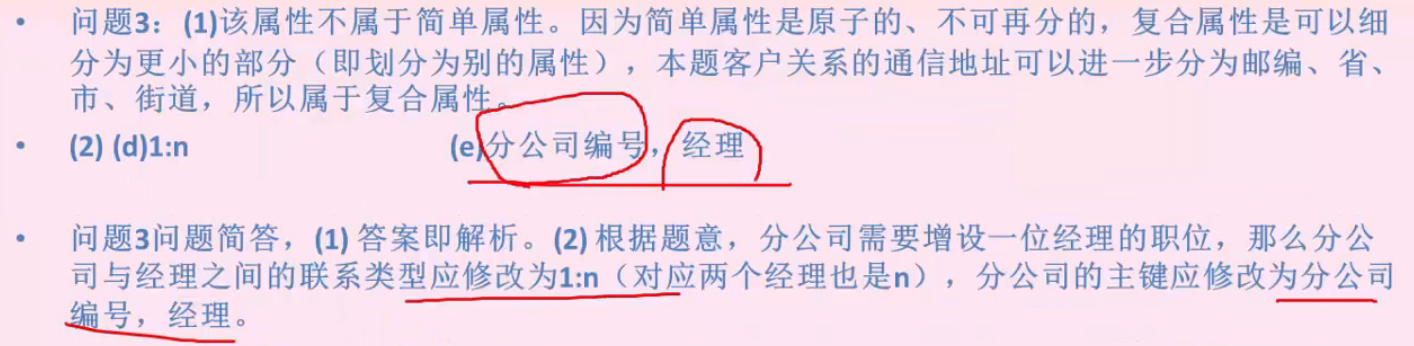 • 问题3：(1)该属性不属于简单属性。因为简单属性是原子的、不可再分的，复合属性是可以细
分为更小的部分（即划分为别的属性），本题客户关系的通信地址可以进一步分为邮编、省、
市、街道，所以属于复合属性。
• (2) (d)1:n (e)分公司编号，经理
• 问题3问题简答，(1) 答案即解析。(2) 根据题意，分公司需要增设一位经理的职位，那么分公
司与经理之间的联系类型应修改为1:n（对应两个经理也是n），分公司的主键应修改为分公司
编号，经理。